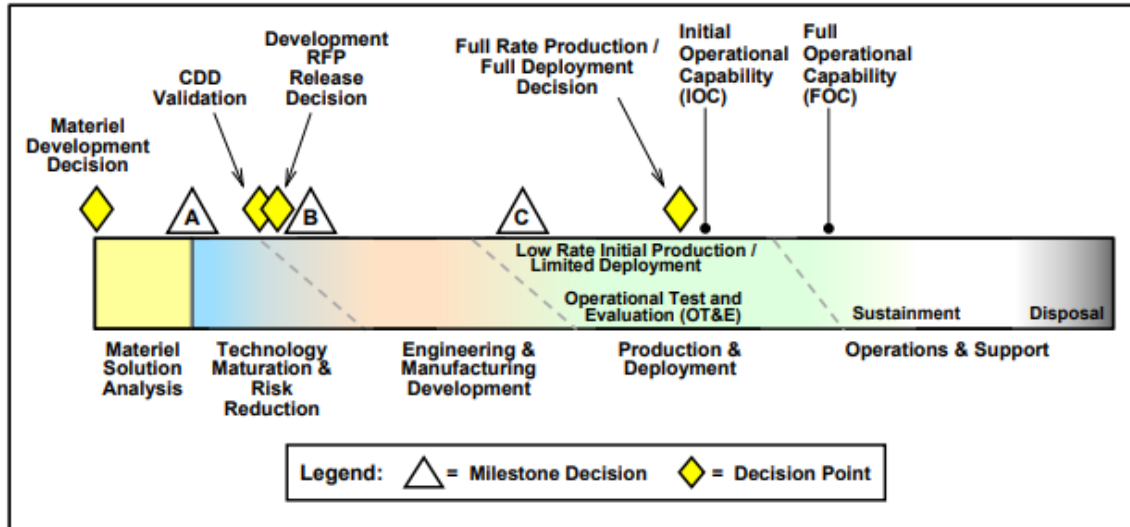 Materiel
Development
Decision
CDD
Validation
Development
RFP
Release
Decision
Full Rate Production /
Full Deployment
Decision
Initial
Operational
Capability
(IOC)
Full
Operational
Capability
(FOC)
A
B
C
Low Rate Initial Production /
Limited Deployment
Operational Test and
Evaluation (OT&E)
Sustainment
Disposal
Materiel
Solution
Analysis
Technology
Maturation &
Risk
Reduction
Engineering &
Manufacturing
Development
Production &
Deployment
Operations & Support
Legend: = Milestone Decision = Decision Point